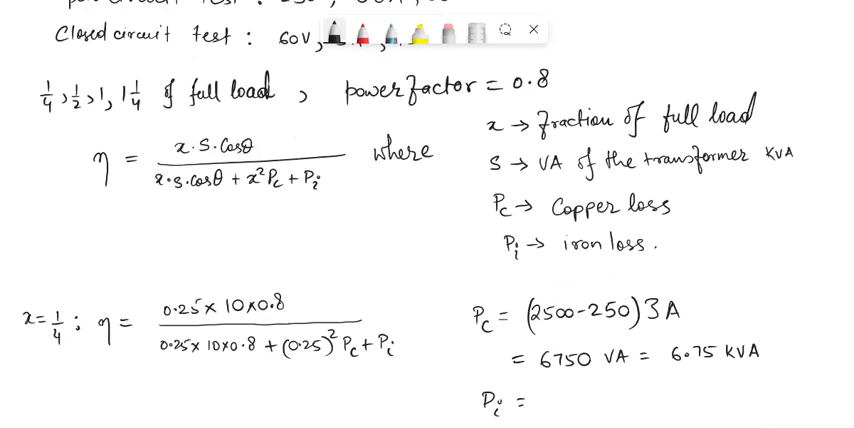 Closed circuit test : 60V,
1/4, 1/2, 1, 1 1/4 of full load, power factor = 0.8
η = x.S.Cosθ / (x.s.cosθ + x²Pc + Pi) where
x → fraction of full load
S → VA of the transformer KVA
Pc → Copper loss
Pi → iron loss.
x = 1/4 ; η = 0.25 x 10 x 0.8 / (0.25 x 10 x 0.8 + (0.25)² Pc + Pi)
Pc = (2500-250) 3A
= 6750 VA = 6.75 KVA
Pi =